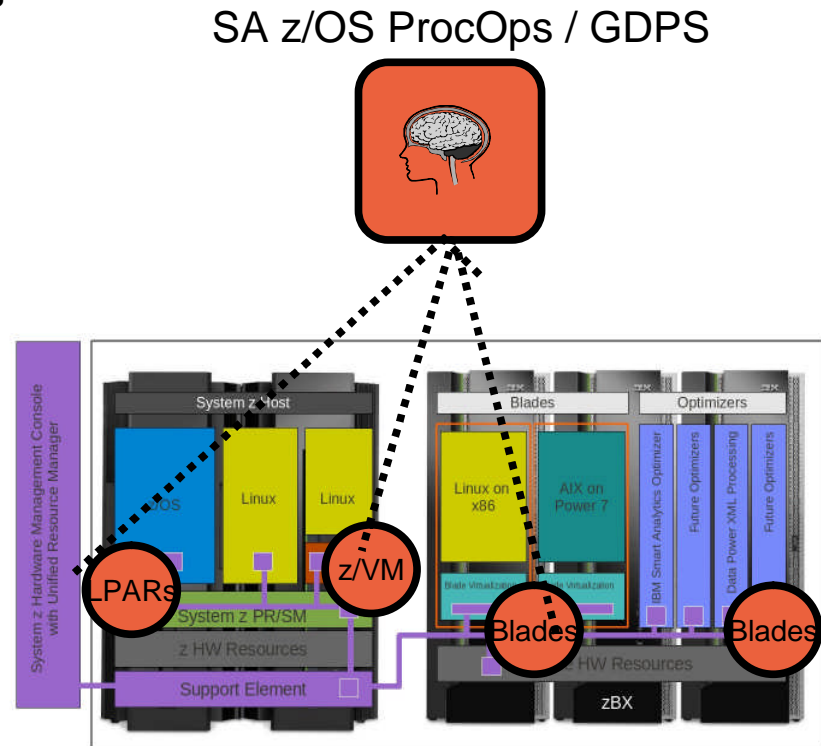 SA z/OS ProcOps / GDPS
System z Hardware Management Console
with Unified Resource Manager
System z Host
Blades
Optimizers
Linux
Linux
Linux on
x86
AIX on
Power 7
IBM Smart Analytics Optimizer
Future Optimizers
Data Power XML Processing
Future Optimizers
Virtualization
LPARs
z/VM
Blades
Blades
System z PR/SM
z HW Resources
HW Resources
Support Element
zBX